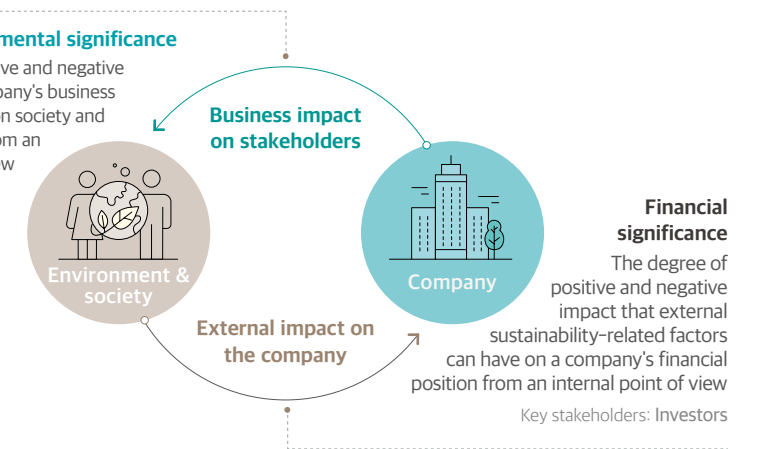 mental significance
ve and negative
pany's business
on society and
om an
w
Business impact
on stakeholders
Environment &
society
Company
External impact on
the company
Financial
significance
The degree of
positive and negative
impact that external
sustainability-related factors
can have on a company's financial
position from an internal point of view
Key stakeholders: Investors